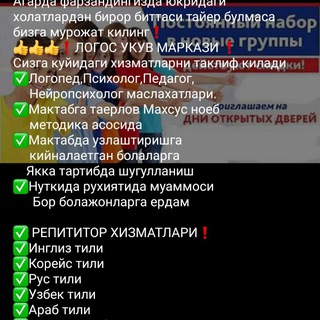 Агарда фарзандингизда юкридаги
холатлардан бирор биттаси тайер булмаса
бизга мурожат килинг❗
👍👍👍❗ЛОГОС УКУВ МАРКАЗИ❗
Сизга куйидаги хизматларни таклиф килади
✅Логопед,Психолог,Педагог,
Нейропсихолог маслахатлари.
✅Мактабга таерлов Махсус ноеб
методика асосида
✅Мактабда узлаштиришга
кийналаетган болаларга
Якка тартибда шугулланиш
✅Нуткида рухиятида муаммоси
Бор болажонларга ердам
✅РЕПИТИТОР ХИЗМАТЛАРИ❗
✅Инглиз тили
✅Корейс тили
✅Рус тили
✅Узбек тили
✅Араб тили
ПОСТОЯННЫЙ набор
группы
Приглашаем на
ДНИ ОТКРЫТЫХ ДВЕРЕЙ